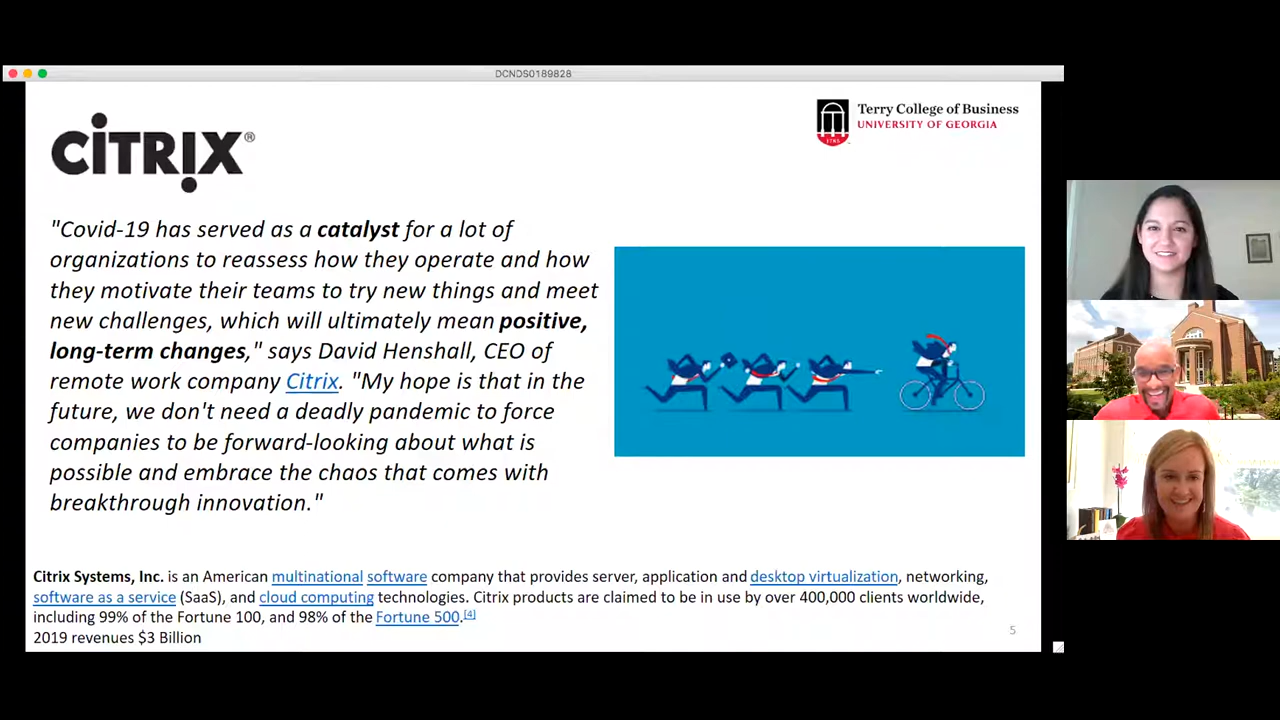 DCNDS0189828
CiTRIX®
Terry College of Business
UNIVERSITY OF GEORGIA
"Covid-19 has served as a catalyst for a lot of
organizations to reassess how they operate and how
they motivate their teams to try new things and meet
new challenges, which will ultimately mean positive,
long-term changes," says David Henshall, CEO of
remote work company Citrix. "My hope is that in the
future, we don't need a deadly pandemic to force
companies to be forward-looking about what is
possible and embrace the chaos that comes with
breakthrough innovation."
Citrix Systems, Inc. is an American multinational software company that provides server, application and desktop virtualization, networking,
software as a service (SaaS), and cloud computing technologies. Citrix products are claimed to be in use by over 400,000 clients worldwide,
including 99% of the Fortune 100, and 98% of the Fortune 500.[4]
2019 revenues $3 Billion
5